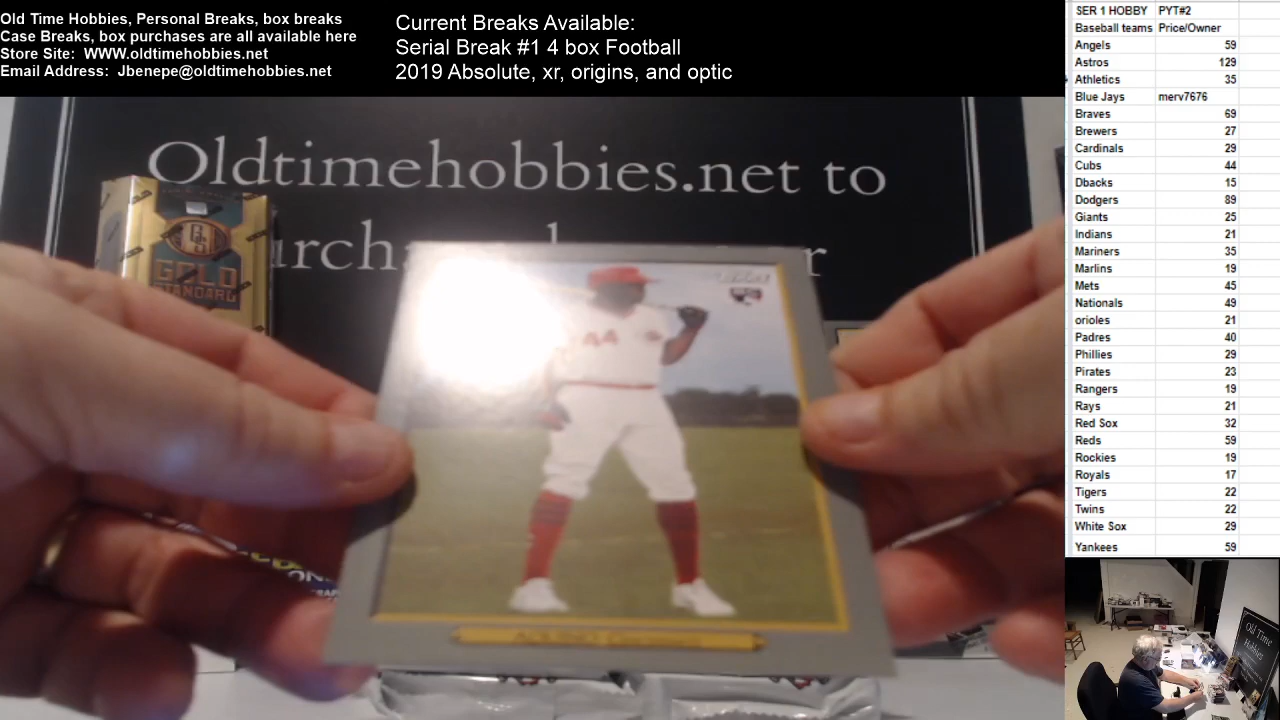 Old Time Hobbies, Personal Breaks, box breaks
Case Breaks, box purchases are all available here
Store Site:  WWW.oldtimehobbies.net
Email Address:  Jbenepe@oldtimehobbies.net
Current Breaks Available:
Serial Break #1 4 box Football
2019 Absolute, xr, origins, and optic
SER 1 HOBBY PYT#2
Baseball teams Price/Owner
Angels 59
Astros 129
Athletics 35
Blue Jays merv7676
Braves 69
Brewers 27
Cardinals 29
Cubs 44
Dbacks 15
Dodgers 89
Giants 25
Indians 21
Mariners 35
Marlins 19
Mets 45
Nationals 49
orioles 21
Padres 40
Phillies 29
Pirates 23
Rangers 19
Rays 21
Red Sox 32
Reds 59
Rockies 19
Royals 17
Tigers 22
Twins 22
White Sox 29
Yankees 59
Oldtimehobbies.net to
GS
GOLD
STANDARD
44
Old Time